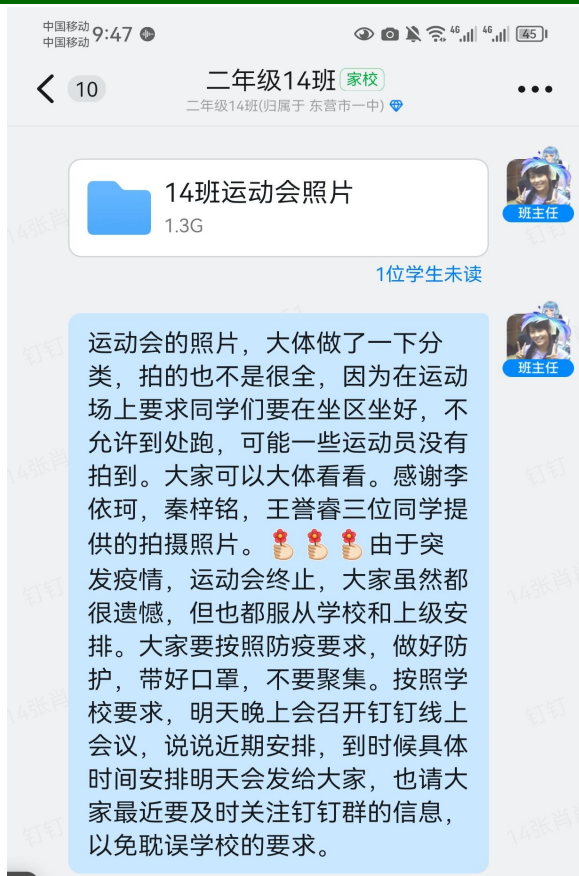 中国移动 9:47 46 46 45
中国移动
10 二年级14班 家校
二年级14班(归属于 东营市一中)
14班运动会照片
1.3G
班主任
1位学生未读
班主任
运动会的照片，大体做了一下分
类，拍的也不是很全，因为在运动
场上要求同学们要在坐区坐好，不
允许到处跑，可能一些运动员没有
拍到。大家可以大体看看。感谢李
依珂，秦梓铭，王誉睿三位同学提
供的拍摄照片。由于突
发疫情，运动会终止，大家虽然都
很遗憾，但也都服从学校和上级安
排。大家要按照防疫要求，做好防
护，带好口罩，不要聚集。按照学
校要求，明天晚上会召开钉钉线上
会议，说说近期安排，到时候具体
时间安排明天会发给大家，也请大
家最近要及时关注钉钉群的信息，
以免耽误学校的要求。